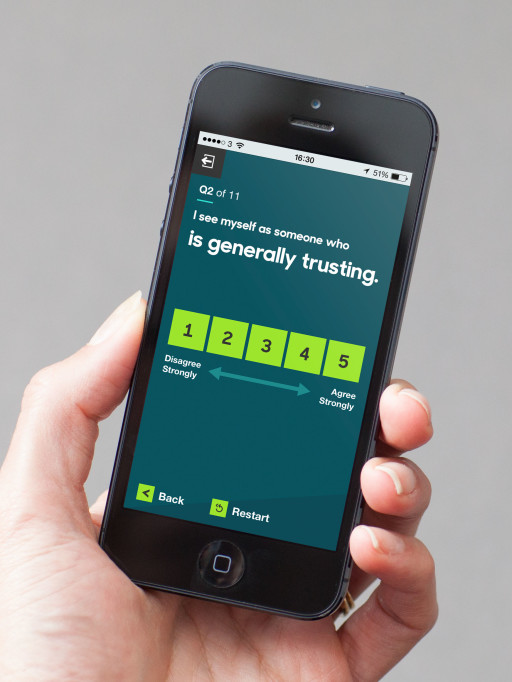 3 16:30 51%
Q2 of 11
I see myself as someone who
is generally trusting.
1 2 3 4 5
Disagree
Strongly
Agree
Strongly
< Back
Restart